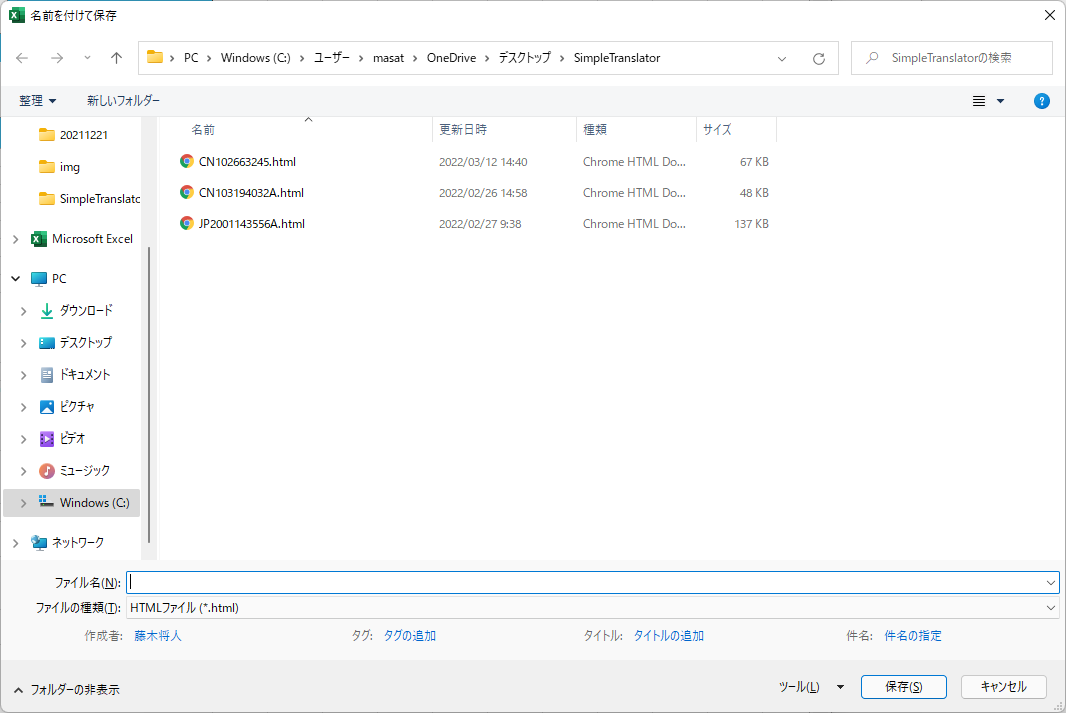 名前を付けて保存
PC › Windows (C:) › ユーザー › masat › OneDrive › デスクトップ › SimpleTranslator
SimpleTranslatorの検索
整理 新しいフォルダー
名前 更新日時 種類 サイズ
20211221
img
SimpleTranslatc
Microsoft Excel
PC
ダウンロード
デスクトップ
ドキュメント
ピクチャ
ビデオ
ミュージック
Windows (C:)
ネットワーク
CN102663245.html 2022/03/12 14:40 Chrome HTML Do... 67 KB
CN103194032A.html 2022/02/26 14:58 Chrome HTML Do... 48 KB
JP2001143556A.html 2022/02/27 9:38 Chrome HTML Do... 137 KB
ファイル名(N):
ファイルの種類(T): HTMLファイル (*.html)
作成者: 藤木将人 タグ: タグの追加 タイトル: タイトルの追加 件名: 件名の指定
フォルダーの非表示 ツール(L) 保存(S) キャンセル